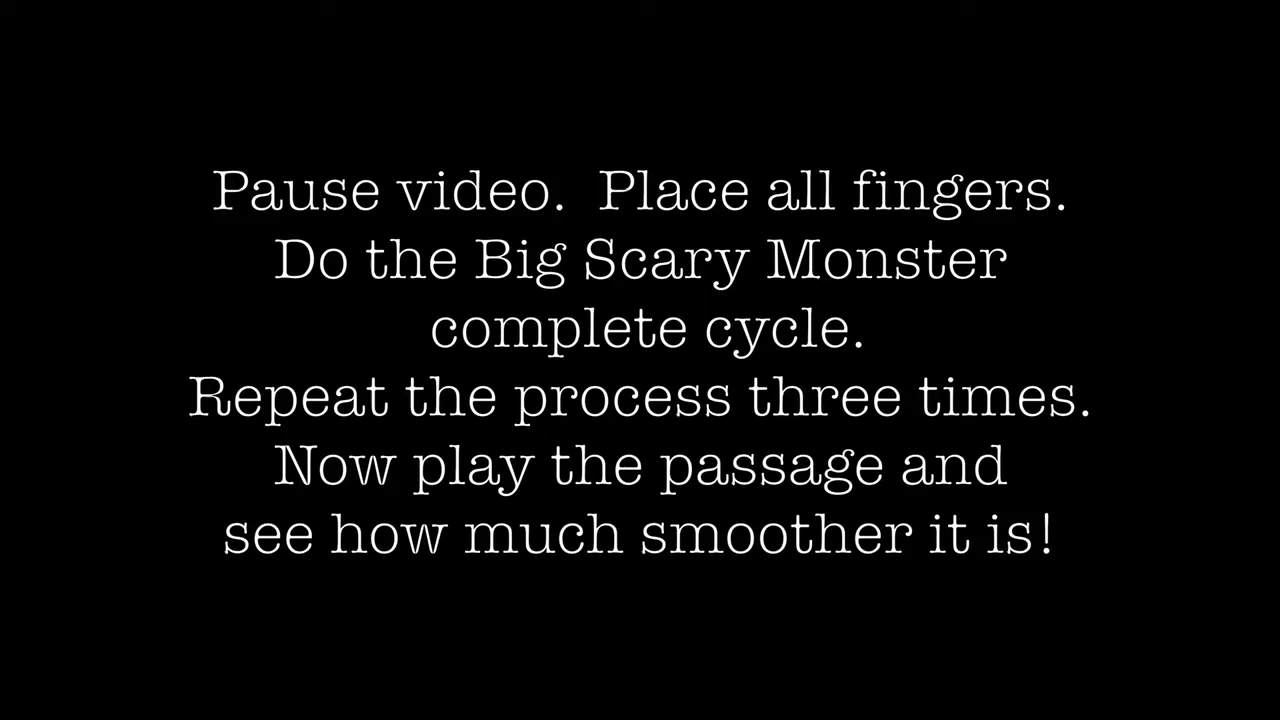 Pause video.  Place all fingers.
Do the Big Scary Monster
complete cycle.
Repeat the process three times.
Now play the passage and
see how much smoother it is!